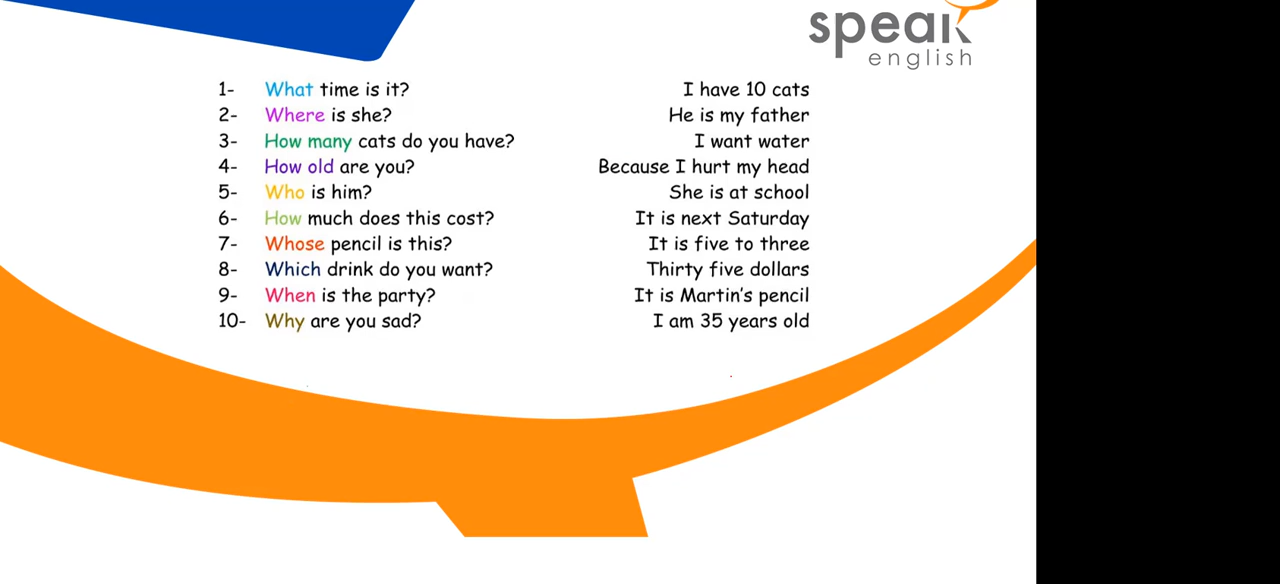 speak
english
1- What time is it? I have 10 cats
2- Where is she? He is my father
3- How many cats do you have? I want water
4- How old are you? Because I hurt my head
5- Who is him? She is at school
6- How much does this cost? It is next Saturday
7- Whose pencil is this? It is five to three
8- Which drink do you want? Thirty five dollars
9- When is the party? It is Martin's pencil
10- Why are you sad? I am 35 years old